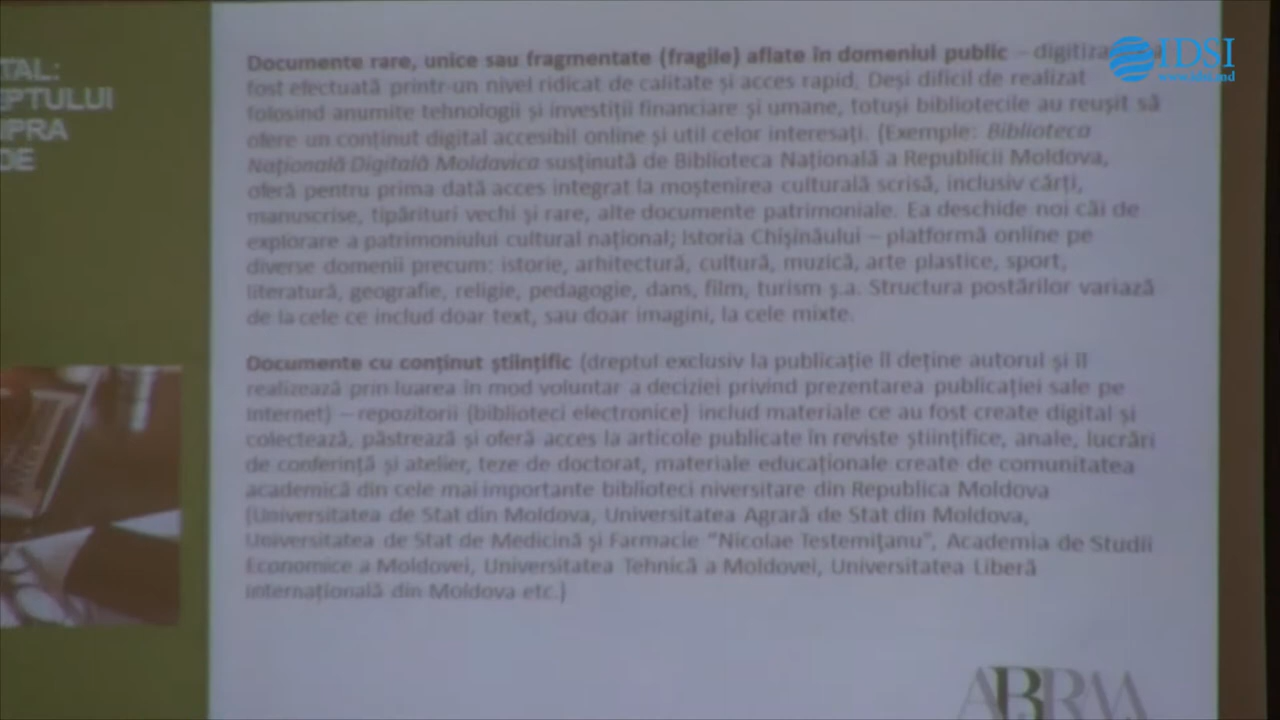 TAL:
EPTULUI
UPRA
DE
Documente rare, unice sau fragmentate (fragile) aflate în domeniul public – digitizarea a
fost efectuată printr-un nivel ridicat de calitate și acces rapid. Deși dificil de realizat
folosind anumite tehnologii și investiții financiare și umane, totuși bibliotecile au reușit să
ofere un conținut digital accesibil online și util celor interesați. (Exemple: Biblioteca
Națională Digitală Moldavica susținută de Biblioteca Națională a Republicii Moldova,
oferă pentru prima dată acces integrat la moștenirea culturală scrisă, inclusiv cărți,
manuscrise, tipărituri vechi și rare, alte documente patrimoniale. Ea deschide noi căi de
explorare a patrimoniului cultural național; Istoria Chișinăului – platformă online pe
diverse domenii precum: istorie, arhitectură, cultură, muzică, arte plastice, sport,
literatură, geografie, religie, pedagogie, dans, film, turism ș.a. Structura postărilor variază
de la cele ce includ doar text, sau doar imagini, la cele mixte.
Documente cu conținut științific (dreptul exclusiv la publicație îl deține autorul și îl
realizează prin luarea în mod voluntar a deciziei privind prezentarea publicației sale pe
Internet) – repozitorii (biblioteci electronice) includ materiale ce au fost create digital și
colectează, păstrează și oferă acces la articole publicate în reviste științifice, anale, lucrări
de conferință și atelier, teze de doctorat, materiale educaționale create de comunitatea
academică din cele mai importante biblioteci niversitare din Republica Moldova
(Universitatea de Stat din Moldova, Universitatea Agrară de Stat din Moldova,
Universitatea de Stat de Medicină și Farmacie "Nicolae Testemițanu", Academia de Studii
Economice a Moldovei, Universitatea Tehnică a Moldovei, Universitatea Liberă
Internațională din Moldova etc.)
IDSI
www.idsi.md
ABRM